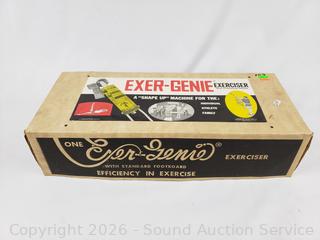 EXER-GENIE EXERCISER
A "SHAPE UP" MACHINE FOR THE:
INDIVIDUAL
ATHLETE
FAMILY
ONE Exer-Genie® EXERCISER
WITH STANDARD FOOTBOARD
EFFICIENCY IN EXERCISE
Copyright 2026 - Sound Auction Service